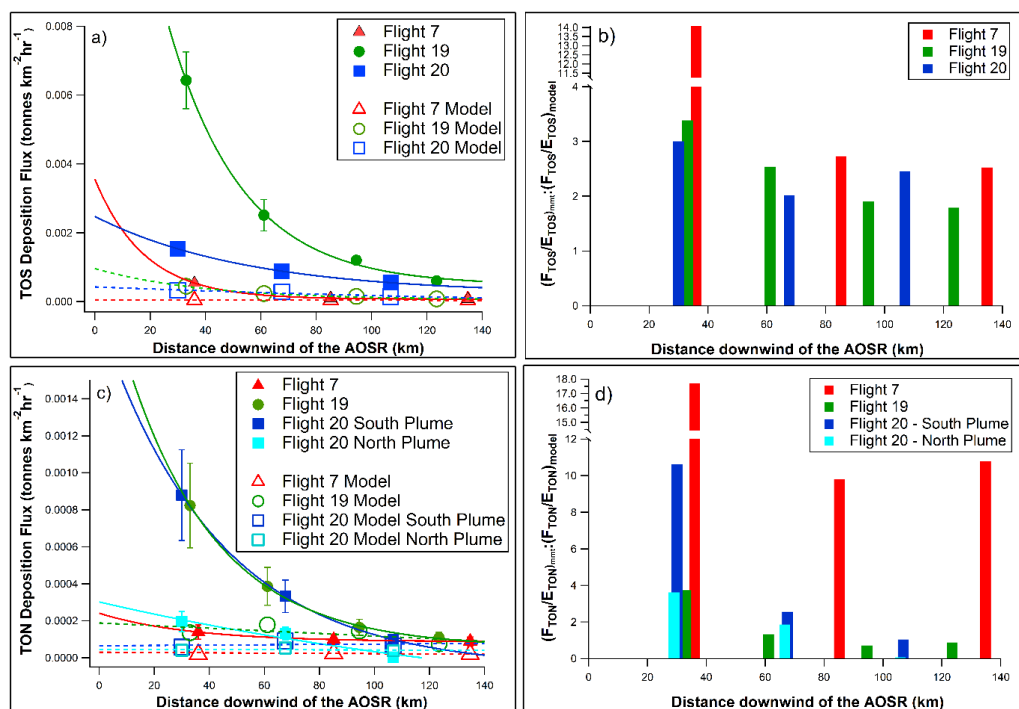 a)
TOS Deposition Flux (tonnes km⁻²hr⁻¹)
0.008
0.006
0.004
0.002
0.000
Flight 7
Flight 19
Flight 20
Flight 7 Model
Flight 19 Model
Flight 20 Model
0 20 40 60 80 100 120 140
Distance downwind of the AOSR (km)
b)
(F_TOS/E_TOS)_mmt:(F_TOS/E_TOS)_model
14.0
13.5
13.0
12.5
12.0
11.5
4
3
2
1
0
Flight 7
Flight 19
Flight 20
20 40 60 80 100 120 140
Distance downwind of the AOSR (km)
c)
TON Deposition Flux (tonnes km⁻²hr⁻¹)
0.0014
0.0012
0.0010
0.0008
0.0006
0.0004
0.0002
0.0000
Flight 7
Flight 19
Flight 20 South Plume
Flight 20 North Plume
Flight 7 Model
Flight 19 Model
Flight 20 Model South Plume
Flight 20 Model North Plume
0 20 40 60 80 100 120 140
Distance downwind of the AOSR (km)
d)
(F_TON/E_TON)_mmt:(F_TON/E_TON)_model
18.0
17.0
16.0
15.0
12
10
8
6
4
2
0
Flight 7
Flight 19
Flight 20 - South Plume
Flight 20 - North Plume
20 40 60 80 100 120 140
Distance downwind of the AOSR (km)